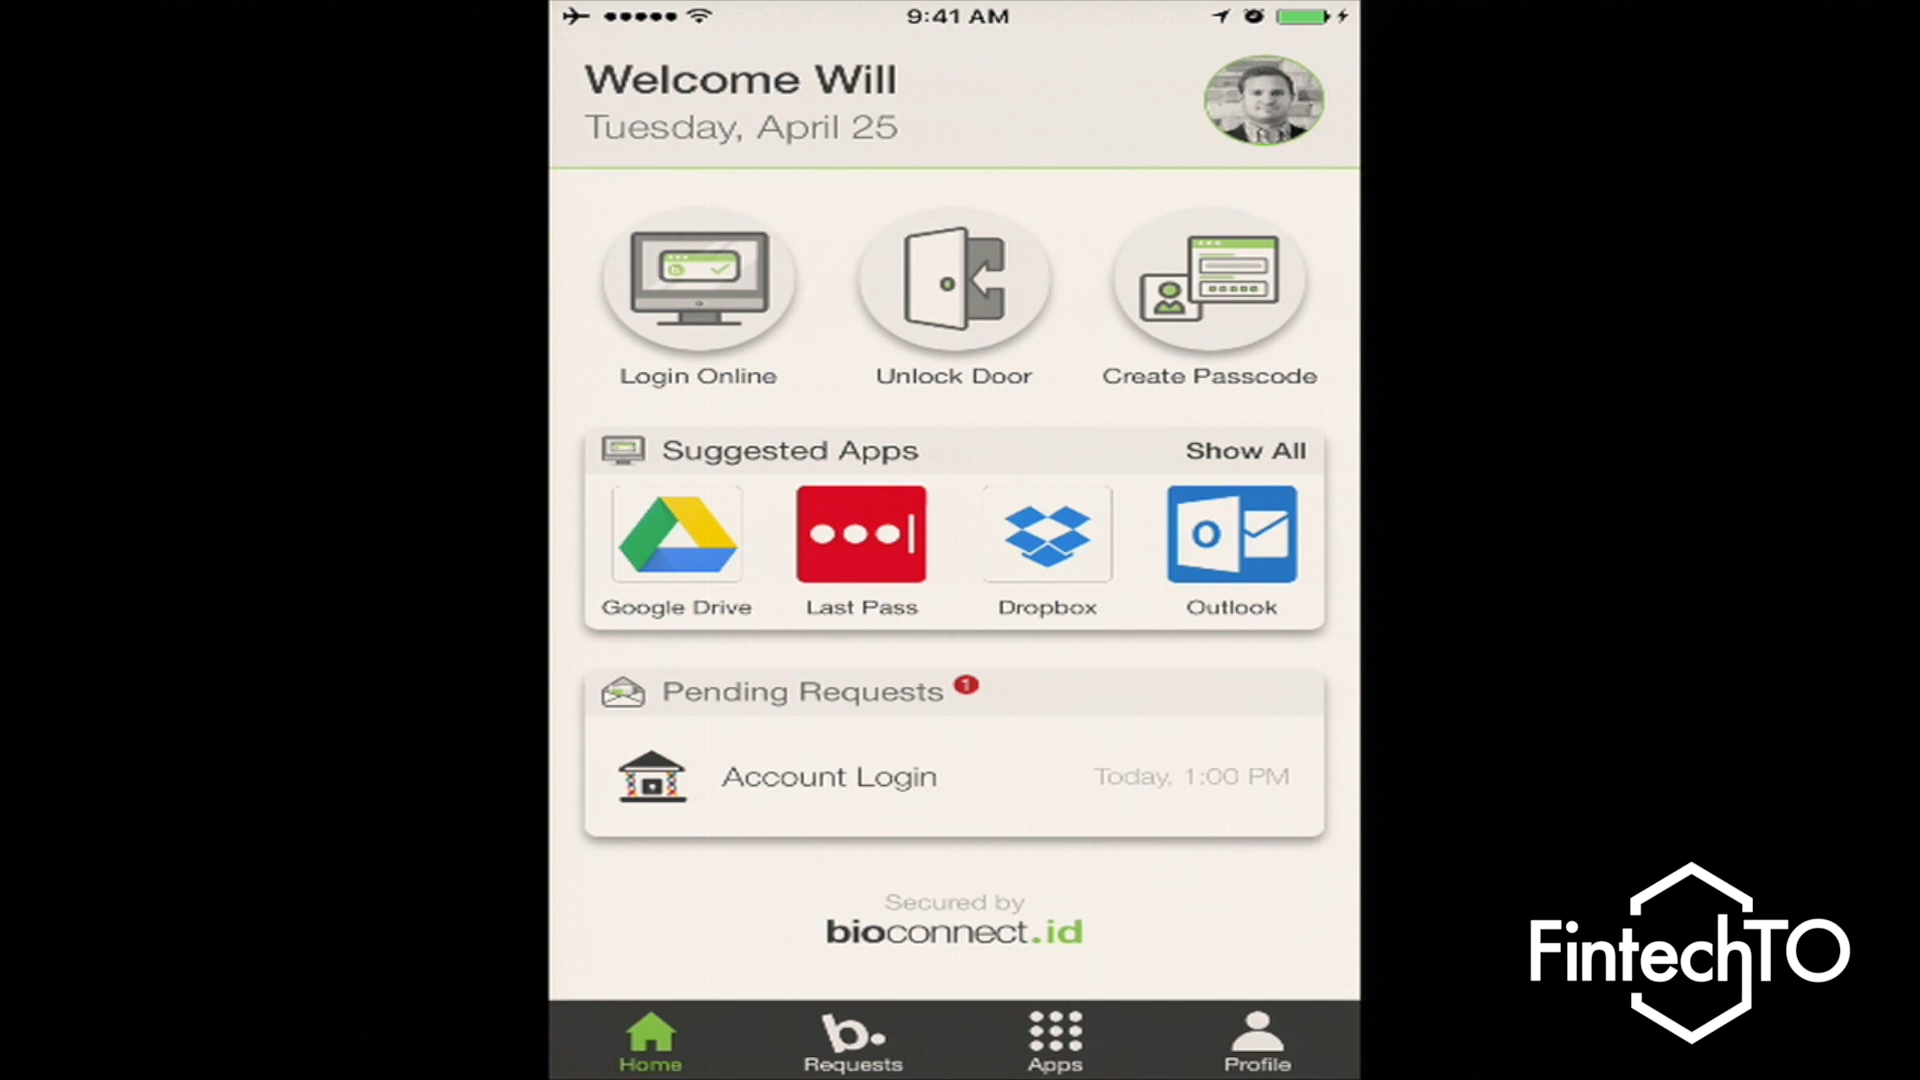 9:41 AM
Welcome Will
Tuesday, April 25
Login Online
Unlock Door
Create Passcode
Suggested Apps
Show All
Google Drive
Last Pass
Dropbox
Outlook
Pending Requests 1
Account Login
Today, 1:00 PM
Secured by
bioconnect.id
Home
Requests
Apps
Profile
FintechTO